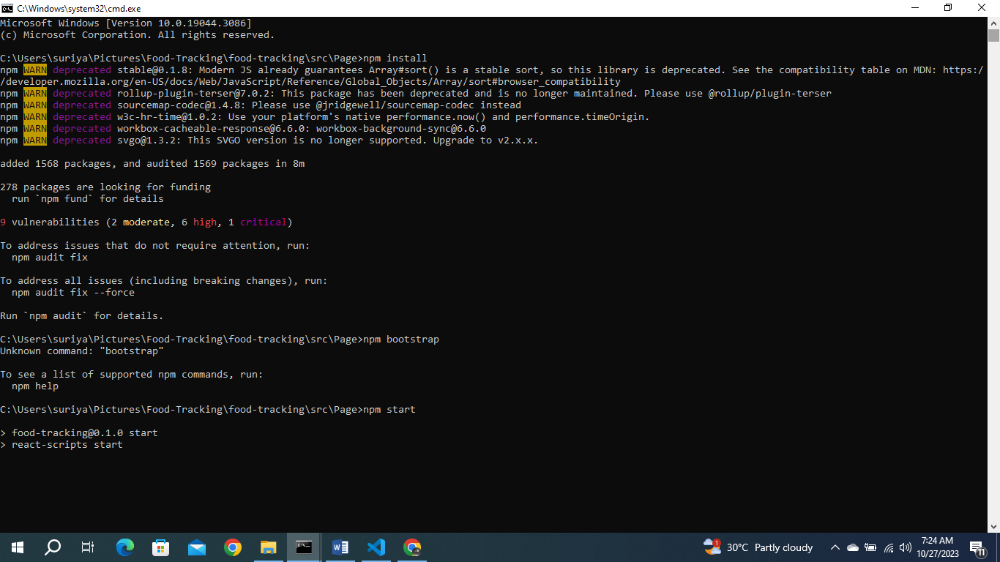 C:\Windows\system32\cmd.exe
Microsoft Windows [Version 10.0.19044.3086]
(c) Microsoft Corporation. All rights reserved.
C:\Users\suriya\Pictures\Food-Tracking\food-tracking\src\Page>npm install
npm WARN deprecated stable@0.1.8: Modern JS already guarantees Array#sort() is a stable sort, so this library is deprecated. See the compatibility table on MDN: https:/
/developer.mozilla.org/en-US/docs/Web/JavaScript/Reference/Global_Objects/Array/sort#browser_compatibility
npm WARN deprecated rollup-plugin-terser@7.0.2: This package has been deprecated and is no longer maintained. Please use @rollup/plugin-terser
npm WARN deprecated sourcemap-codec@1.4.8: Please use @jridgewell/sourcemap-codec instead
npm WARN deprecated w3c-hr-time@1.0.2: Use your platform's native performance.now() and performance.timeOrigin.
npm WARN deprecated workbox-cacheable-response@6.6.0: workbox-background-sync@6.6.0
npm WARN deprecated svgo@1.3.2: This SVGO version is no longer supported. Upgrade to v2.x.x.
added 1568 packages, and audited 1569 packages in 8m
278 packages are looking for funding
  run `npm fund` for details
9 vulnerabilities (2 moderate, 6 high, 1 critical)
To address issues that do not require attention, run:
  npm audit fix
To address all issues (including breaking changes), run:
  npm audit fix --force
Run `npm audit` for details.
C:\Users\suriya\Pictures\Food-Tracking\food-tracking\src\Page>npm bootstrap
Unknown command: "bootstrap"
To see a list of supported npm commands, run:
  npm help
C:\Users\suriya\Pictures\Food-Tracking\food-tracking\src\Page>npm start
> food-tracking@0.1.0 start
> react-scripts start
1
30°C Partly cloudy
7:24 AM
10/27/2023
11